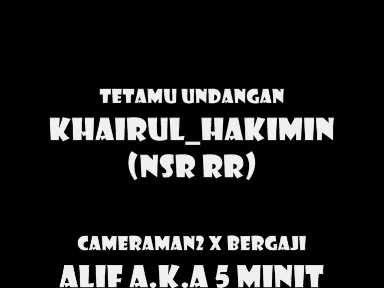 TETAMU UNDANGAN
KHAIRUL_HAKIMIN
(NSR RR)
CAMERAMAN2 X BERGAJI
ALIF A.K.A 5 MINIT